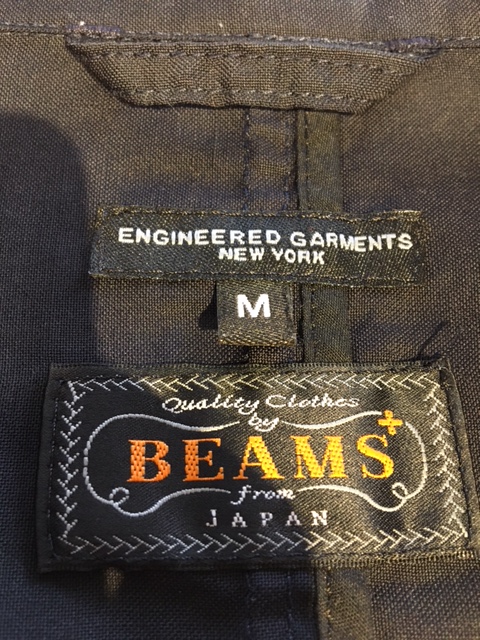 ENGINEERED GARMENTS
NEW YORK
M
Quality Clothes
by
BEAMS+
from
JAPAN